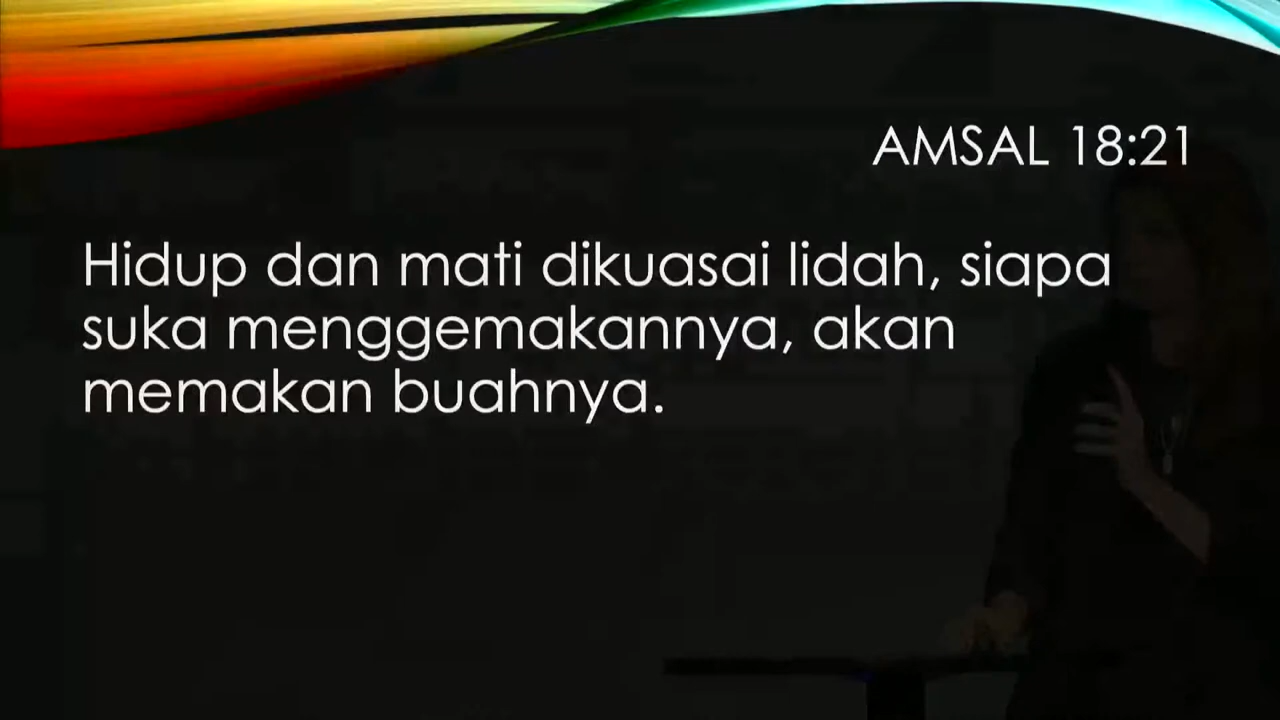 AMSAL 18:21
Hidup dan mati dikuasai lidah, siapa
suka menggemakannya, akan
memakan buahnya.